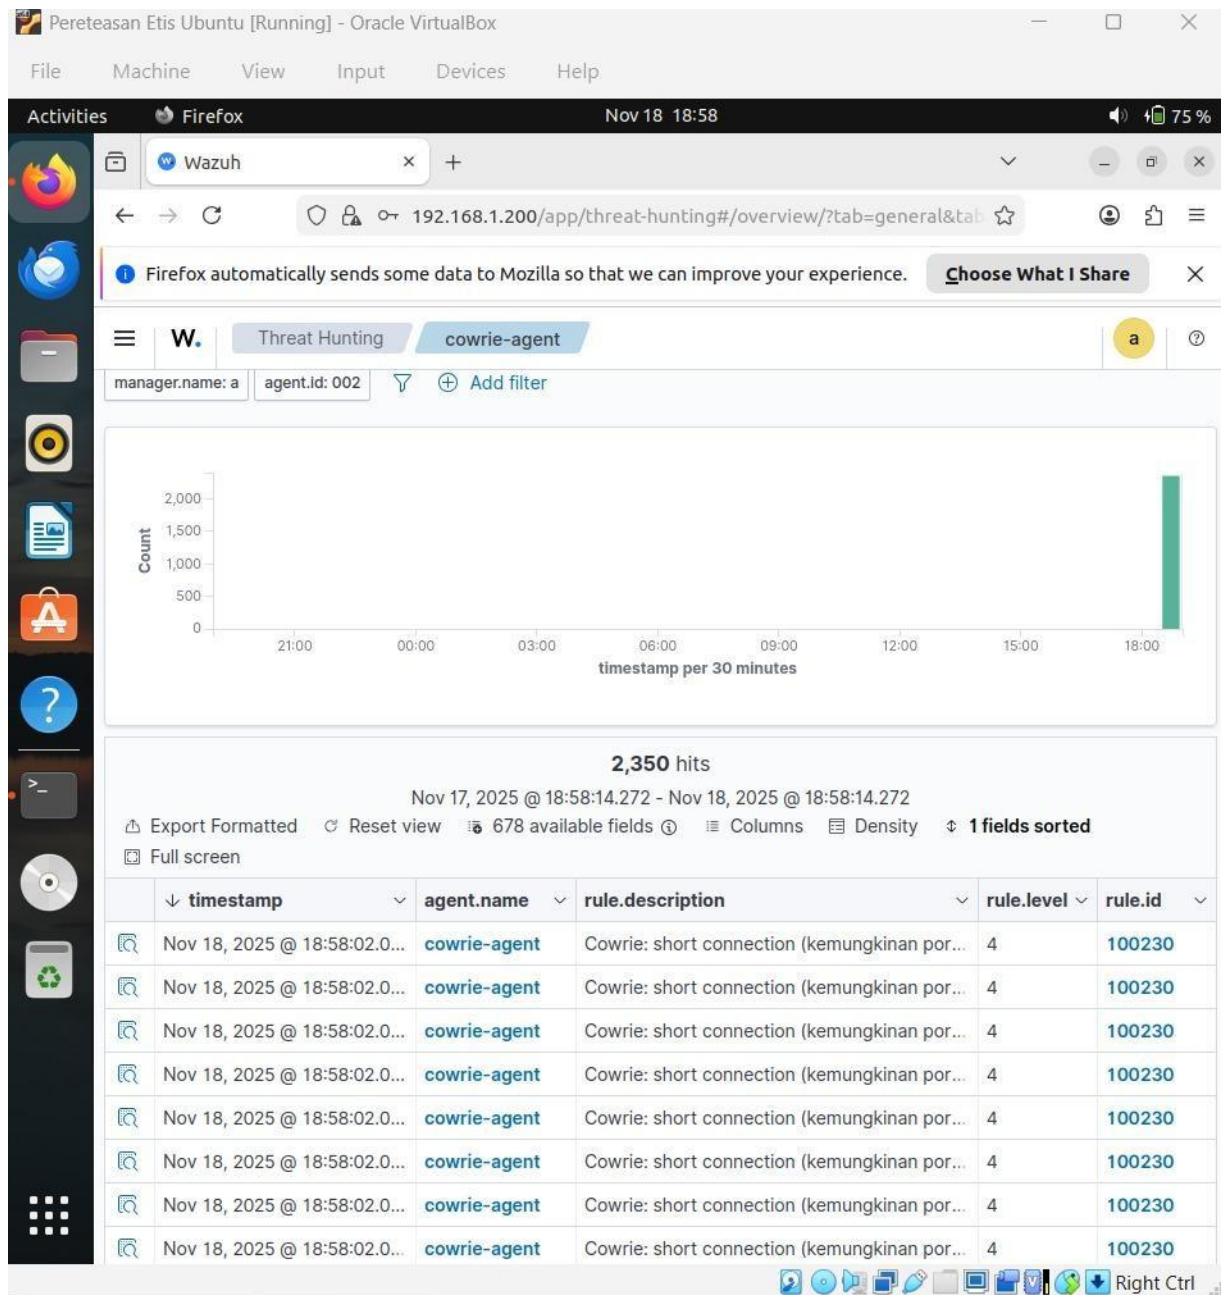 Pereteasan Etis Ubuntu [Running] - Oracle VirtualBox
File Machine View Input Devices Help
Activities Firefox Nov 18 18:58 75 %
Wazuh
192.168.1.200/app/threat-hunting#/overview/?tab=general&tab
Firefox automatically sends some data to Mozilla so that we can improve your experience. Choose What I Share
W. Threat Hunting cowrie-agent a
manager.name: a agent.id: 002 Add filter
2,000
1,500
1,000
500
0
Count
21:00 00:00 03:00 06:00 09:00 12:00 15:00 18:00
timestamp per 30 minutes
2,350 hits
Nov 17, 2025 @ 18:58:14.272 - Nov 18, 2025 @ 18:58:14.272
Export Formatted Reset view 678 available fields Columns Density 1 fields sorted
Full screen
timestamp agent.name rule.description rule.level rule.id
Nov 18, 2025 @ 18:58:02.0... cowrie-agent Cowrie: short connection (kemungkinan por... 4 100230
Nov 18, 2025 @ 18:58:02.0... cowrie-agent Cowrie: short connection (kemungkinan por... 4 100230
Nov 18, 2025 @ 18:58:02.0... cowrie-agent Cowrie: short connection (kemungkinan por... 4 100230
Nov 18, 2025 @ 18:58:02.0... cowrie-agent Cowrie: short connection (kemungkinan por... 4 100230
Nov 18, 2025 @ 18:58:02.0... cowrie-agent Cowrie: short connection (kemungkinan por... 4 100230
Nov 18, 2025 @ 18:58:02.0... cowrie-agent Cowrie: short connection (kemungkinan por... 4 100230
Nov 18, 2025 @ 18:58:02.0... cowrie-agent Cowrie: short connection (kemungkinan por... 4 100230
Nov 18, 2025 @ 18:58:02.0... cowrie-agent Cowrie: short connection (kemungkinan por... 4 100230
Right Ctrl